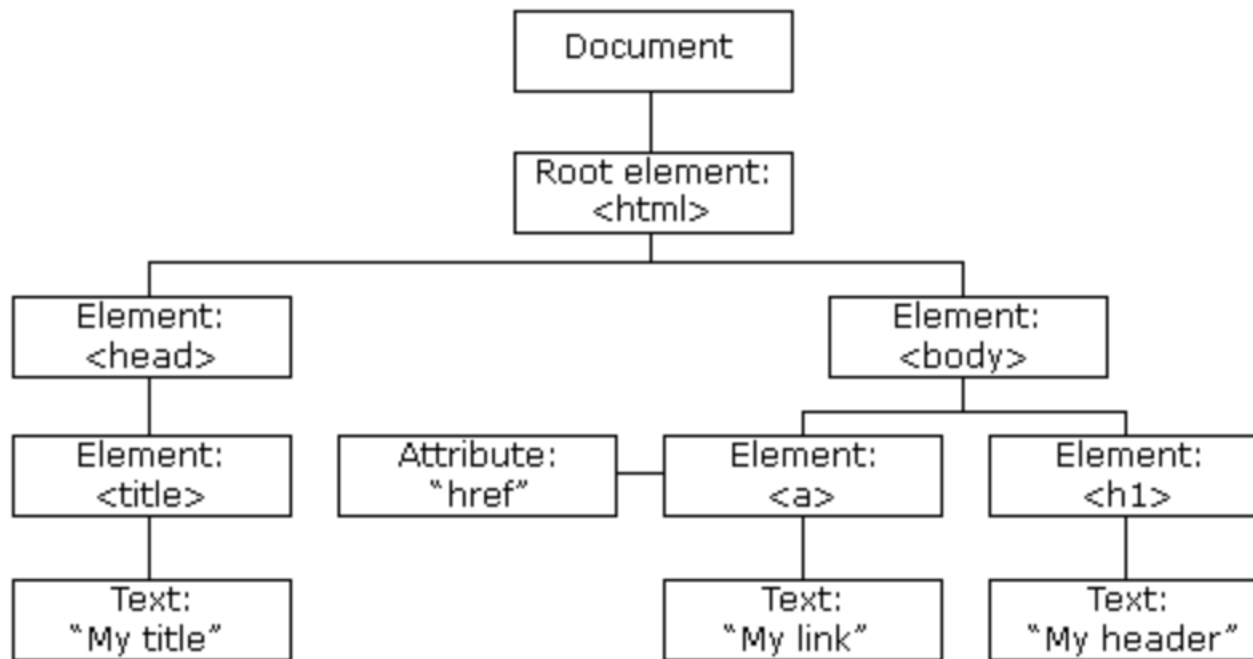 Document
Root element:
<html>
Element:
<head>
Element:
<body>
Element:
<title>
Attribute:
“href”
Element:
<a>
Element:
<h1>
Text:
“My title”
Text:
“My link”
Text:
“My header”